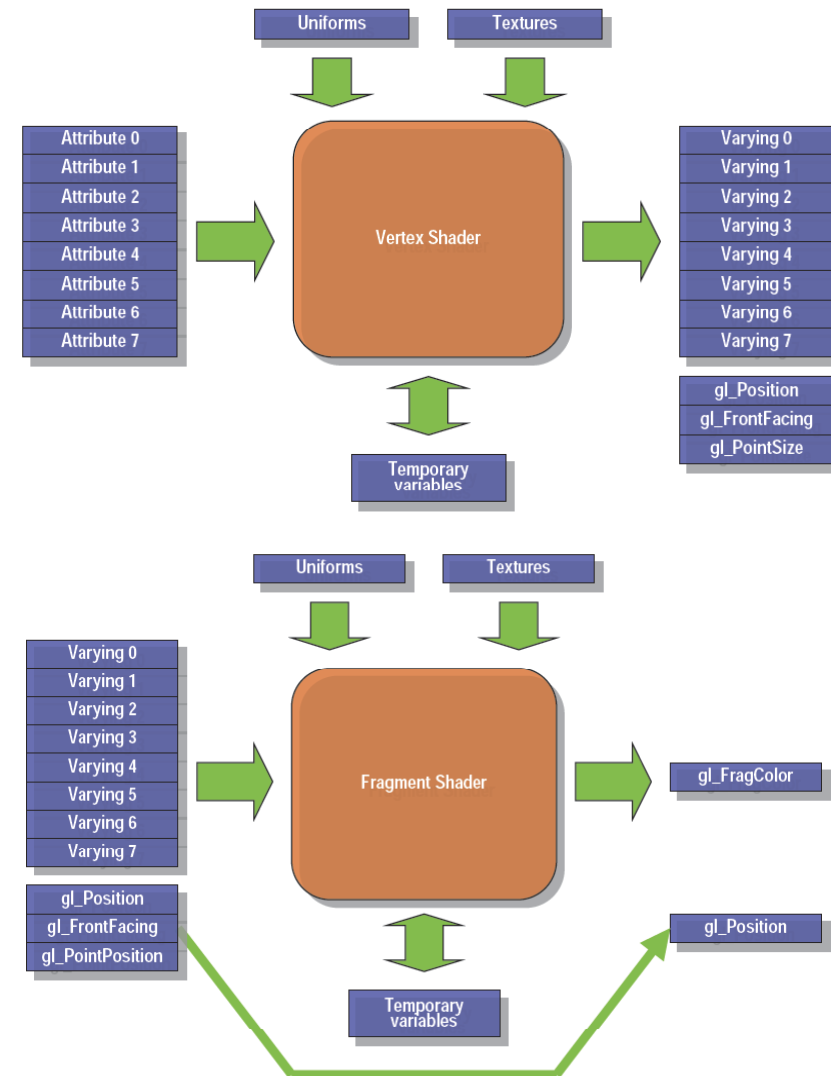 Uniforms
Textures
Attribute 0
Attribute 1
Attribute 2
Attribute 3
Attribute 4
Attribute 5
Attribute 6
Attribute 7
Vertex Shader
Varying 0
Varying 1
Varying 2
Varying 3
Varying 4
Varying 5
Varying 6
Varying 7
gl_Position
gl_FrontFacing
gl_PointSize
Temporary
variables
Uniforms
Textures
Varying 0
Varying 1
Varying 2
Varying 3
Varying 4
Varying 5
Varying 6
Varying 7
gl_Position
gl_FrontFacing
gl_PointPosition
Fragment Shader
gl_FragColor
gl_Position
Temporary
variables